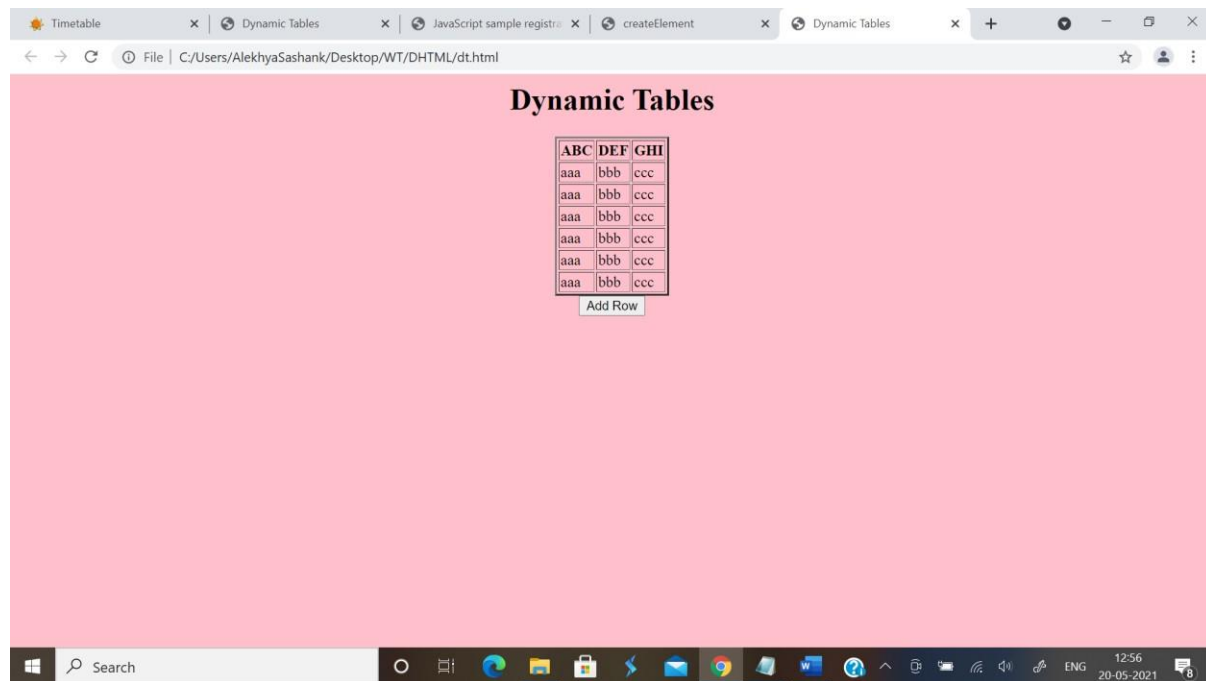 Timetable
Dynamic Tables
JavaScript sample registra
createElement
Dynamic Tables
File | C:/Users/AlekhyaSashank/Desktop/WT/DHTML/dt.html
Dynamic Tables
ABC DEF GHI
aaa bbb ccc
aaa bbb ccc
aaa bbb ccc
aaa bbb ccc
aaa bbb ccc
aaa bbb ccc
Add Row
Search
ENG
12:56
20-05-2021
8